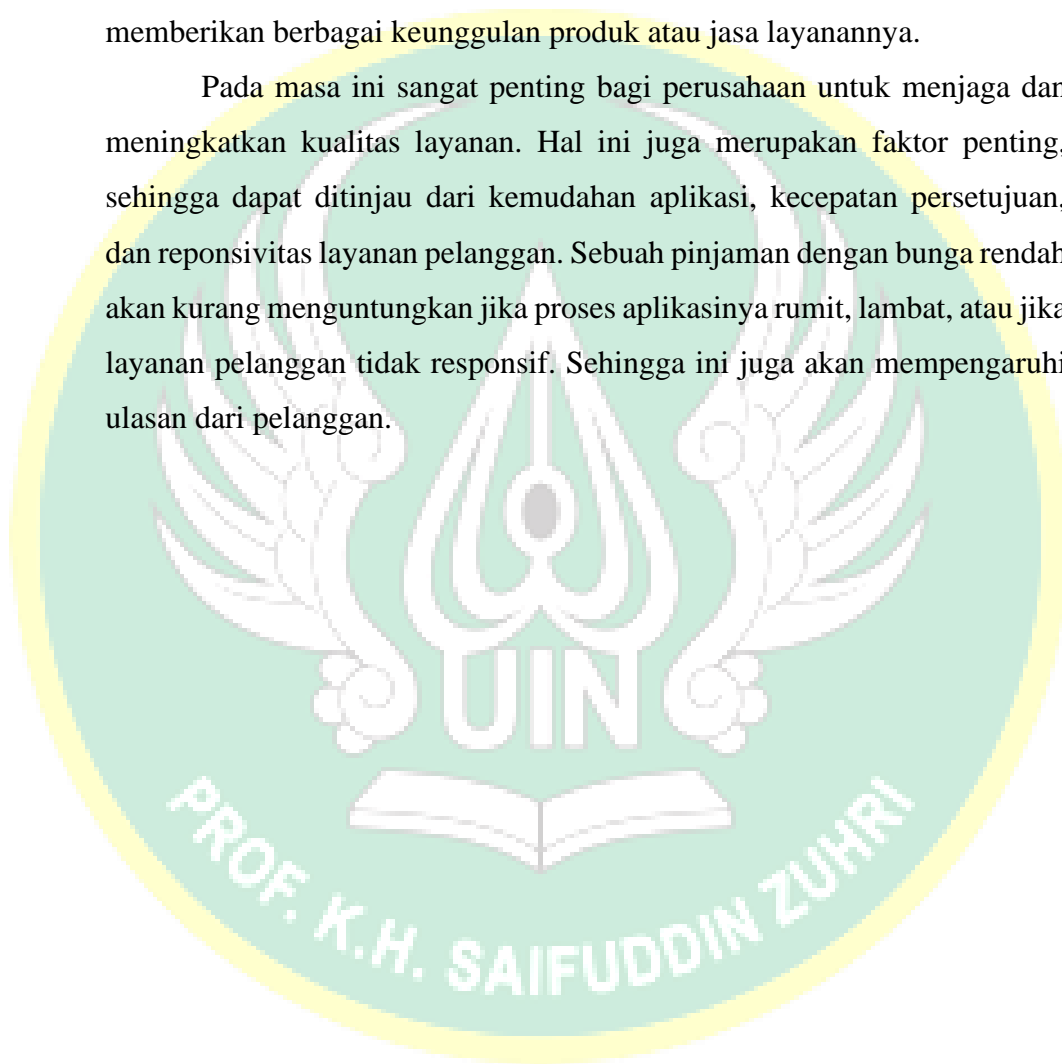 memberikan berbagai keunggulan produk atau jasa layanannya.
Pada masa ini sangat penting bagi perusahaan untuk menjaga dan
meningkatkan kualitas layanan. Hal ini juga merupakan faktor penting,
sehingga dapat ditinjau dari kemudahan aplikasi, kecepatan persetujuan,
dan reponsivitas layanan pelanggan. Sebuah pinjaman dengan bunga rendah
akan kurang menguntungkan jika proses aplikasinya rumit, lambat, atau jika
layanan pelanggan tidak responsif. Sehingga ini juga akan mempengaruhi
ulasan dari pelanggan.
UIN
PROF. K.H. SAIFUDDIN ZUHRI